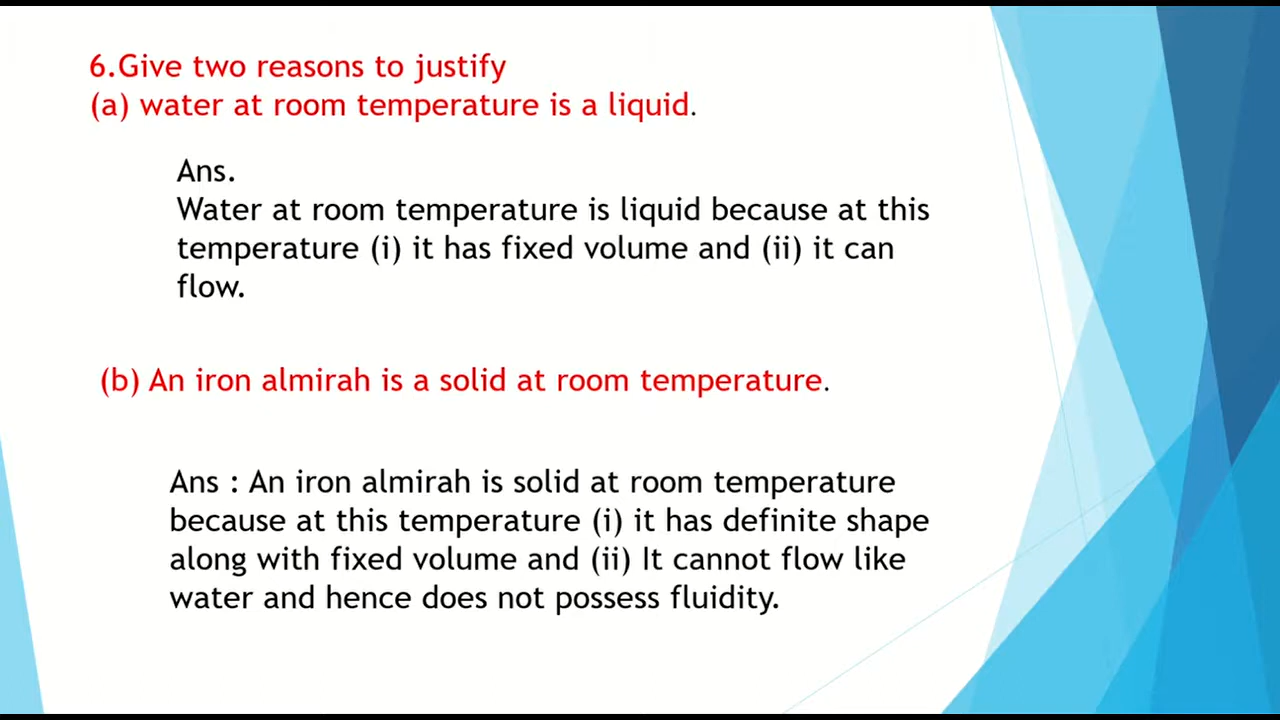 6.Give two reasons to justify
(a) water at room temperature is a liquid.
Ans.
Water at room temperature is liquid because at this
temperature (i) it has fixed volume and (ii) it can
flow.
(b) An iron almirah is a solid at room temperature.
Ans : An iron almirah is solid at room temperature
because at this temperature (i) it has definite shape
along with fixed volume and (ii) It cannot flow like
water and hence does not possess fluidity.